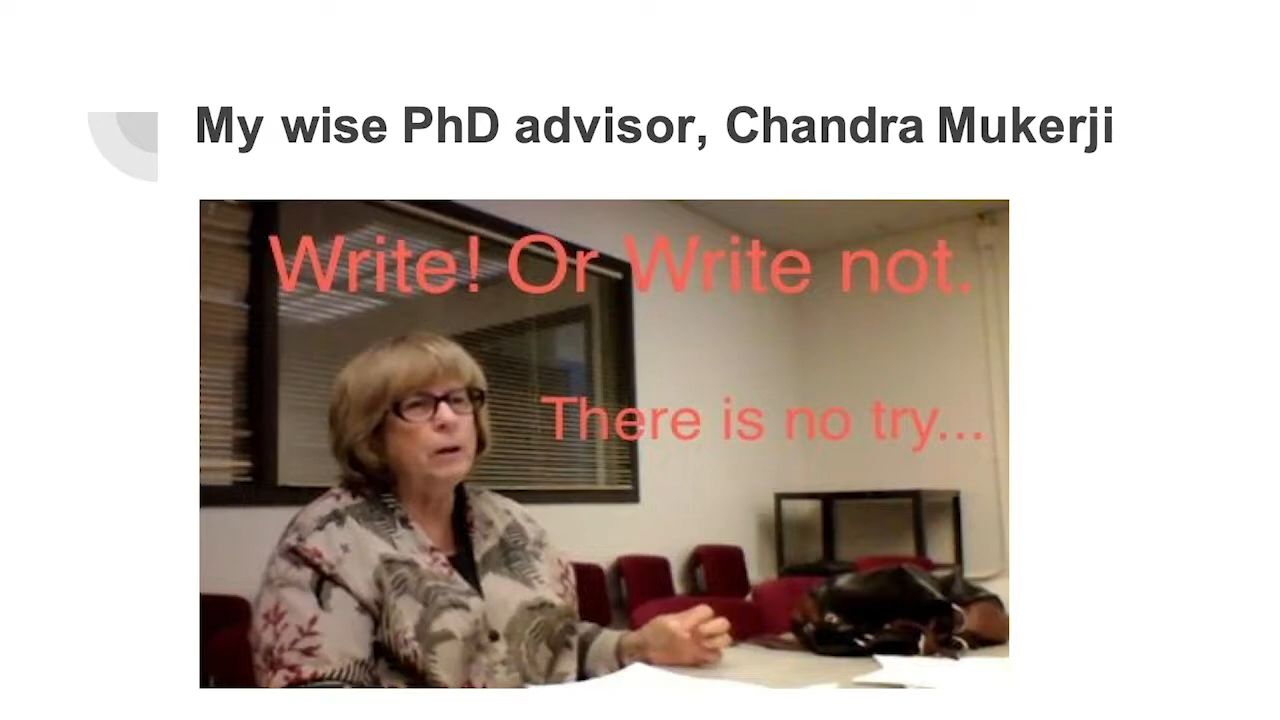 My wise PhD advisor, Chandra Mukerji
Write! Or Write not.
There is no try...